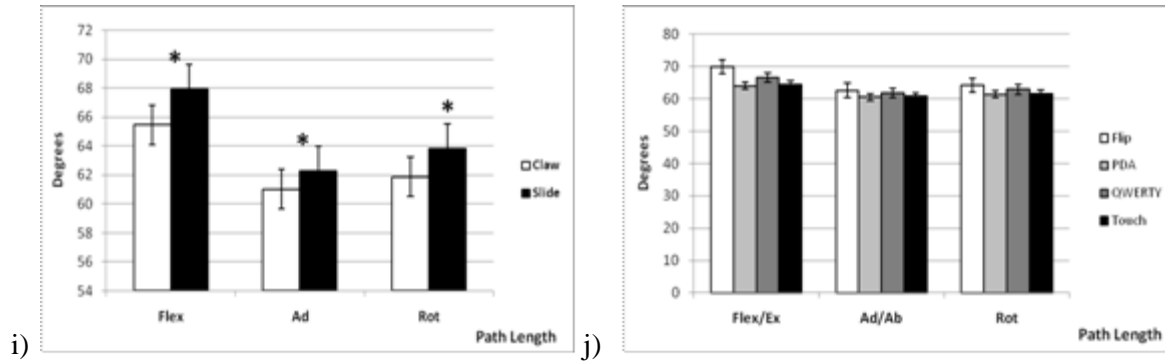 72
70
68
66
64
62
60
58
56
54
Degrees
*
*
*
Flex Ad Rot
Path Length
Claw
Slide
i)
80
70
60
50
40
30
20
10
0
Degrees
Flex/Ex Ad/Ab Rot
Path Length
Flip
PDA
QWERTY
Touch
j)